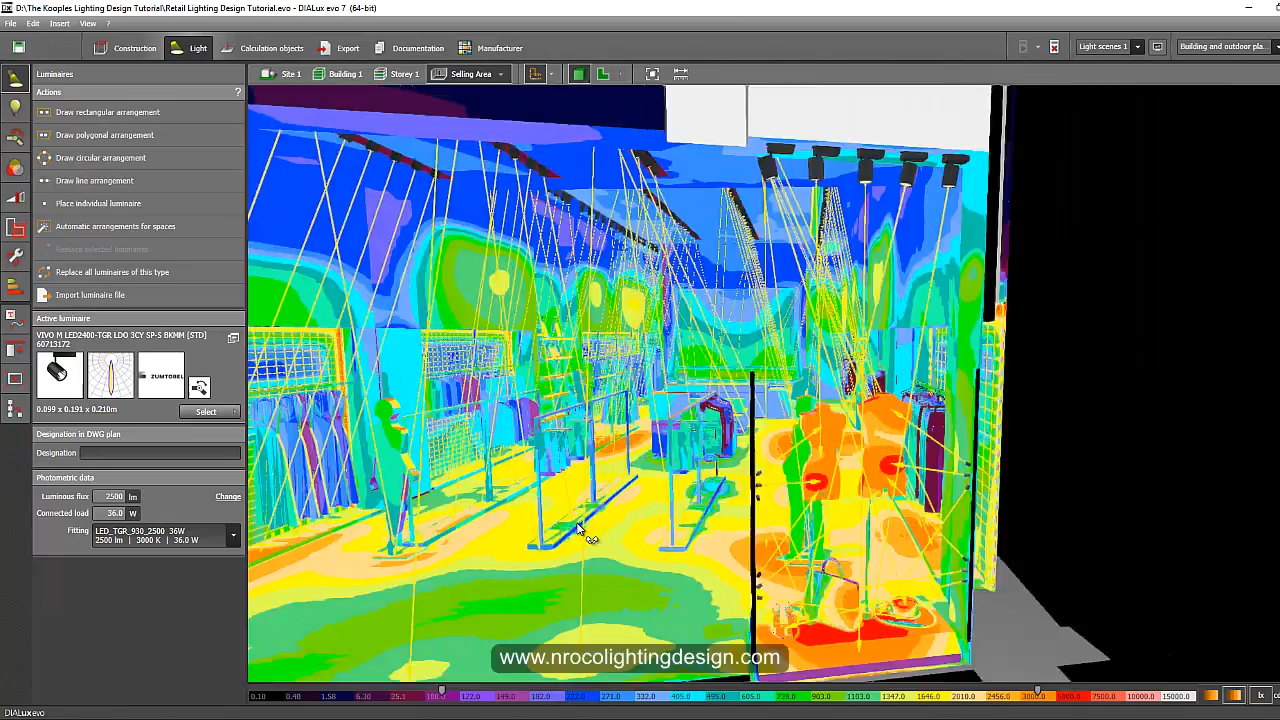 D:\The Kooples Lighting Design Tutorial\Retail Lighting Design Tutorial.evo - DIALux evo 7 (64-bit)
File Edit Insert View ?
Construction Light Calculation objects Export Documentation Manufacturer Light scenes 1 Building and outdoor pla...
Luminaires Site 1 Building 1 Storey 1 Selling Area
Actions ?
Draw rectangular arrangement
Draw polygonal arrangement
Draw circular arrangement
Draw line arrangement
Place individual luminaire
Automatic arrangements for spaces
Replace selected luminaires
Replace all luminaires of this type
Import luminaire file
Active luminaire
VIVO M LED2400-TGR LDO 3CY SP-S BKMM [STD]
60713172
ZUMTOBEL
0.099 x 0.191 x 0.210m
Select
Designation in DWG plan
Designation
Photometric data
Luminous flux 2500 lm Change
Connected load 36.0 W
Fitting LED_TGR_930_2500 36W
2500 lm | 3000 K | 36.0 W
www.nrocolightingdesign.com
0.10 0.40 1.58 6.30 25.1 122.0 149.0 182.0 222.0 271.0 332.0 405.0 495.0 605.0 739.0 903.0 1103.0 1347.0 1646.0 2010.0 2456.0 5000.0 7500.0 10000.0 15000.0 lx
DIALux evo